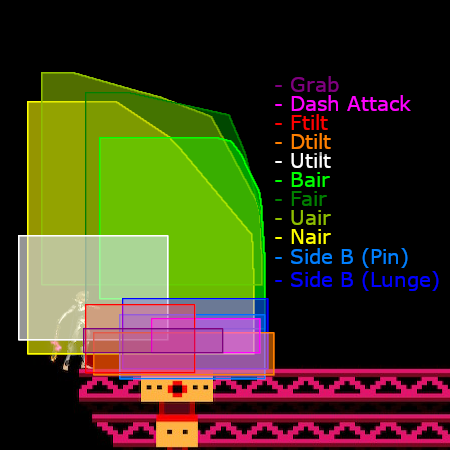 - Grab
- Dash Attack
- Ftilt
- Dtilt
- Utilt
- Bair
- Fair
- Uair
- Nair
- Side B (Pin)
- Side B (Lunge)